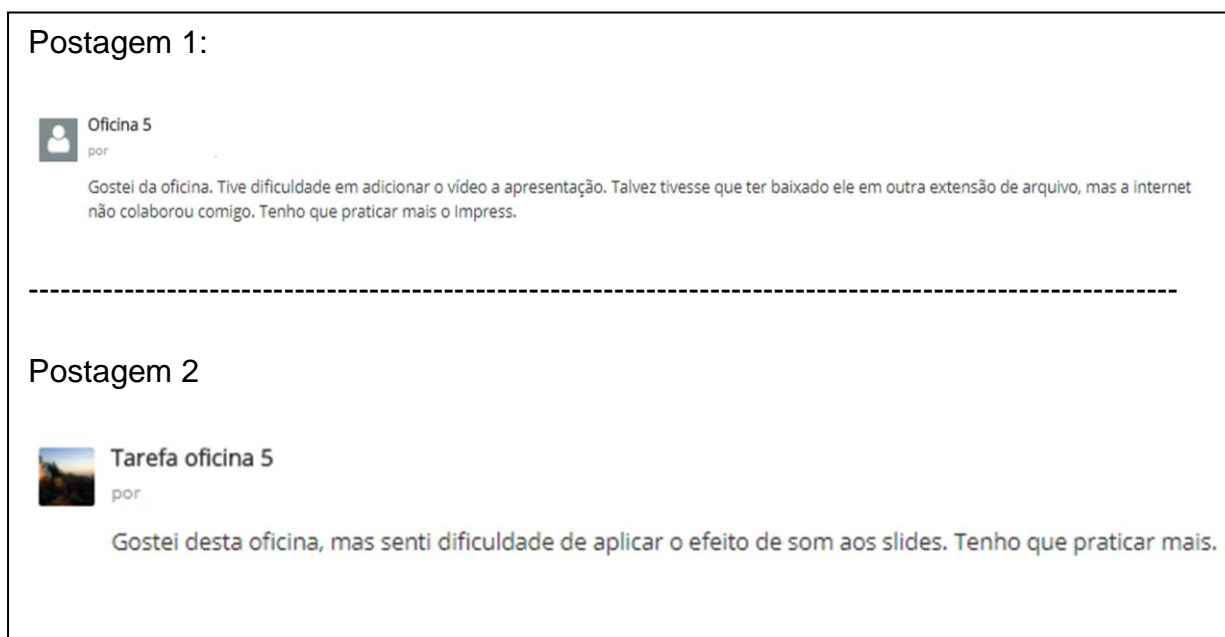 Postagem 1:
Oficina 5
por
Gostei da oficina. Tive dificuldade em adicionar o vídeo a apresentação. Talvez tivesse que ter baixado ele em outra extensão de arquivo, mas a internet
não colaborou comigo. Tenho que praticar mais o Impress.
Postagem 2
Tarefa oficina 5
por
Gostei desta oficina, mas senti dificuldade de aplicar o efeito de som aos slides. Tenho que praticar mais.